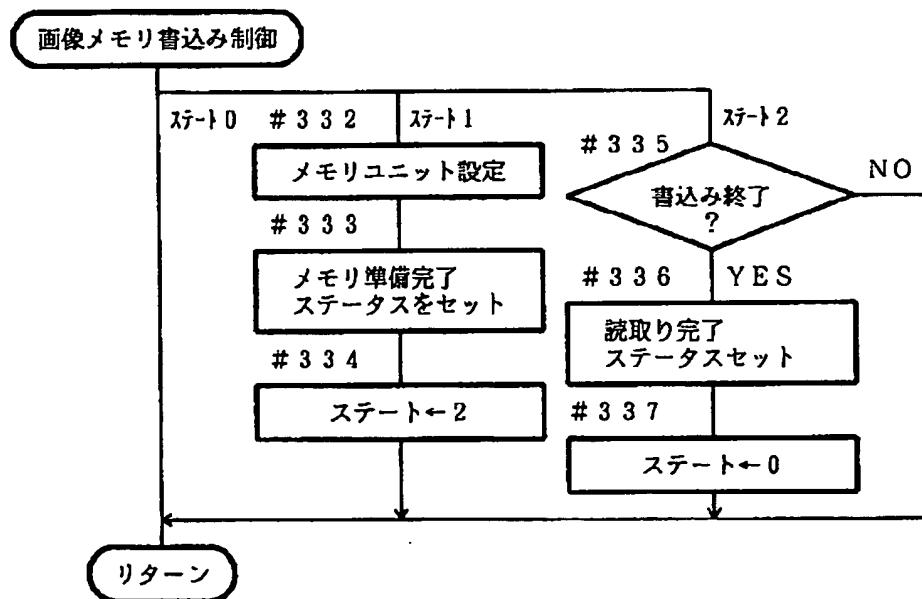 画像メモリ書込み制御
ステート0
#332
ステート1
メモリユニット設定
#333
メモリ準備完了
ステータスをセット
#334
ステート←2
ステート2
#335
書込み終了
?
NO
#336
YES
読取り完了
ステータスセット
#337
ステート←0
リターン